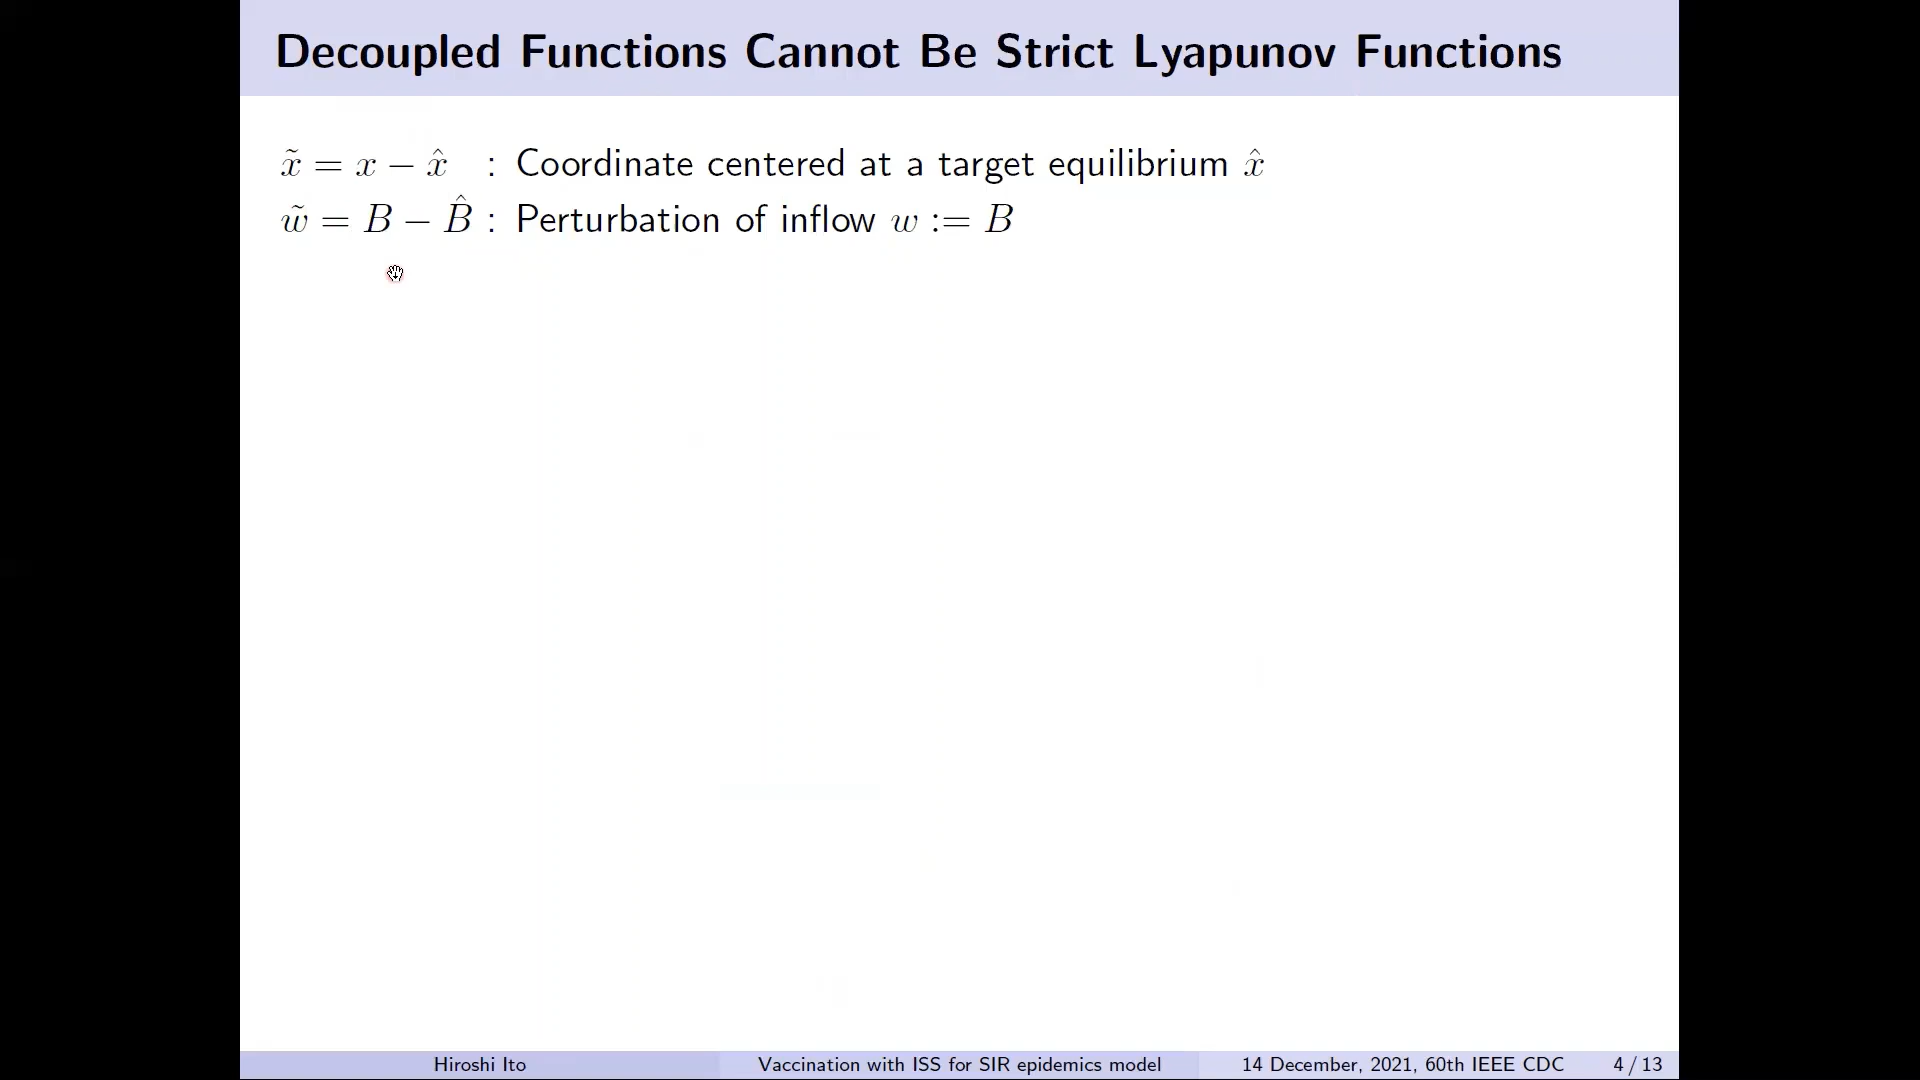 Decoupled Functions Cannot Be Strict Lyapunov Functions
x̃ = x − x̂ : Coordinate centered at a target equilibrium x̂
w̃ = B − B̂ : Perturbation of inflow w := B
Hiroshi Ito Vaccination with ISS for SIR epidemics model 14 December, 2021, 60th IEEE CDC 4 / 13